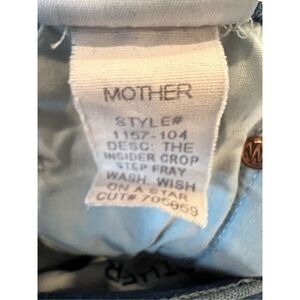 MOTHER
STYLE#
1157-104
DESC: THE
INSIDER CROP
STEP FRAY
WASH: WISH
ON A STAR
CUT# 705859